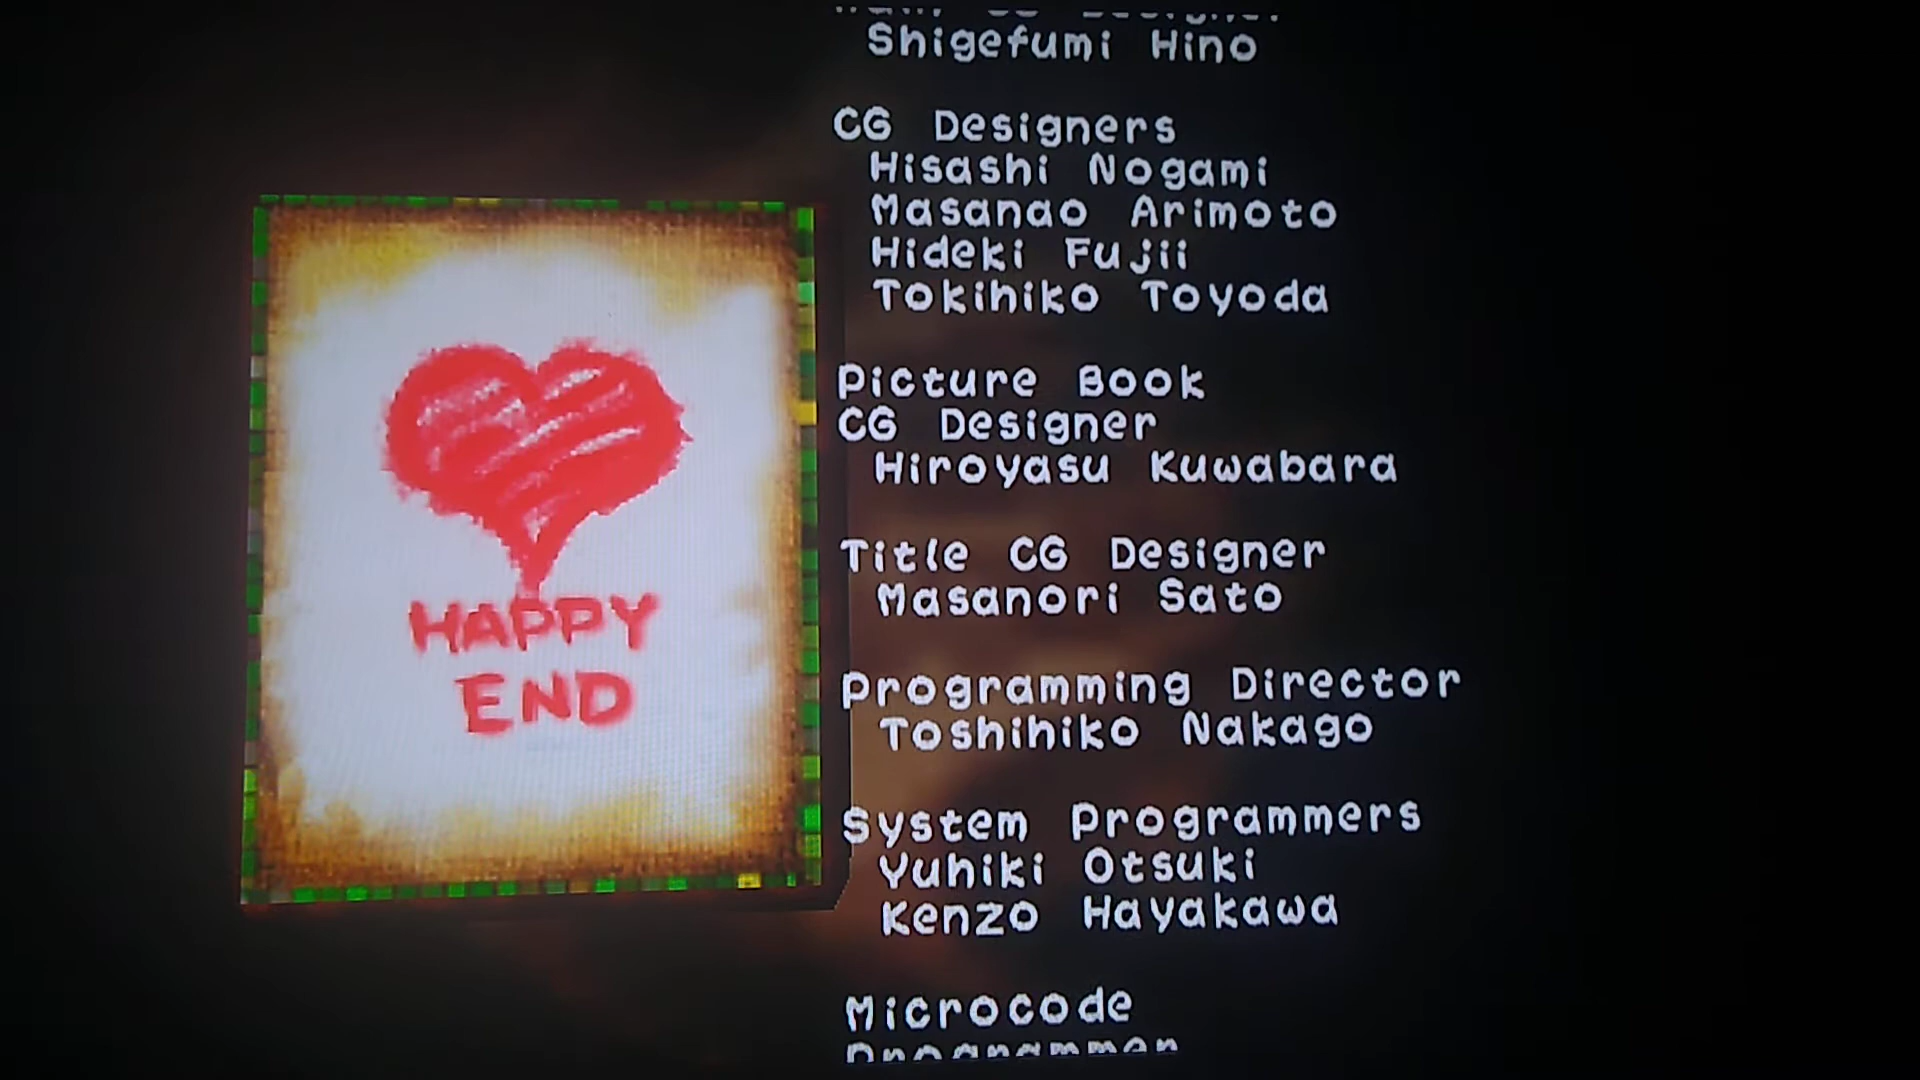 HAPPY
END
Shigefumi Hino
CG Designers
Hisashi Nogami
Masanao Arimoto
Hideki Fujii
Tokihiko Toyoda
Picture Book
CG Designer
Hiroyasu Kuwabara
Title CG Designer
Masanori Sato
Programming Director
Toshihiko Nakago
System Programmers
Yuhiki Otsuki
Kenzo Hayakawa
Microcode
Programmer